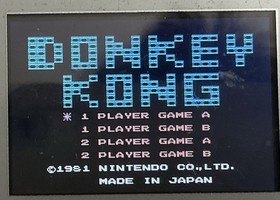 DONKEY
KONG
* 1 PLAYER GAME A
1 PLAYER GAME B
2 PLAYER GAME A
2 PLAYER GAME B
©1981 NINTENDO CO.,LTD.
MADE IN JAPAN